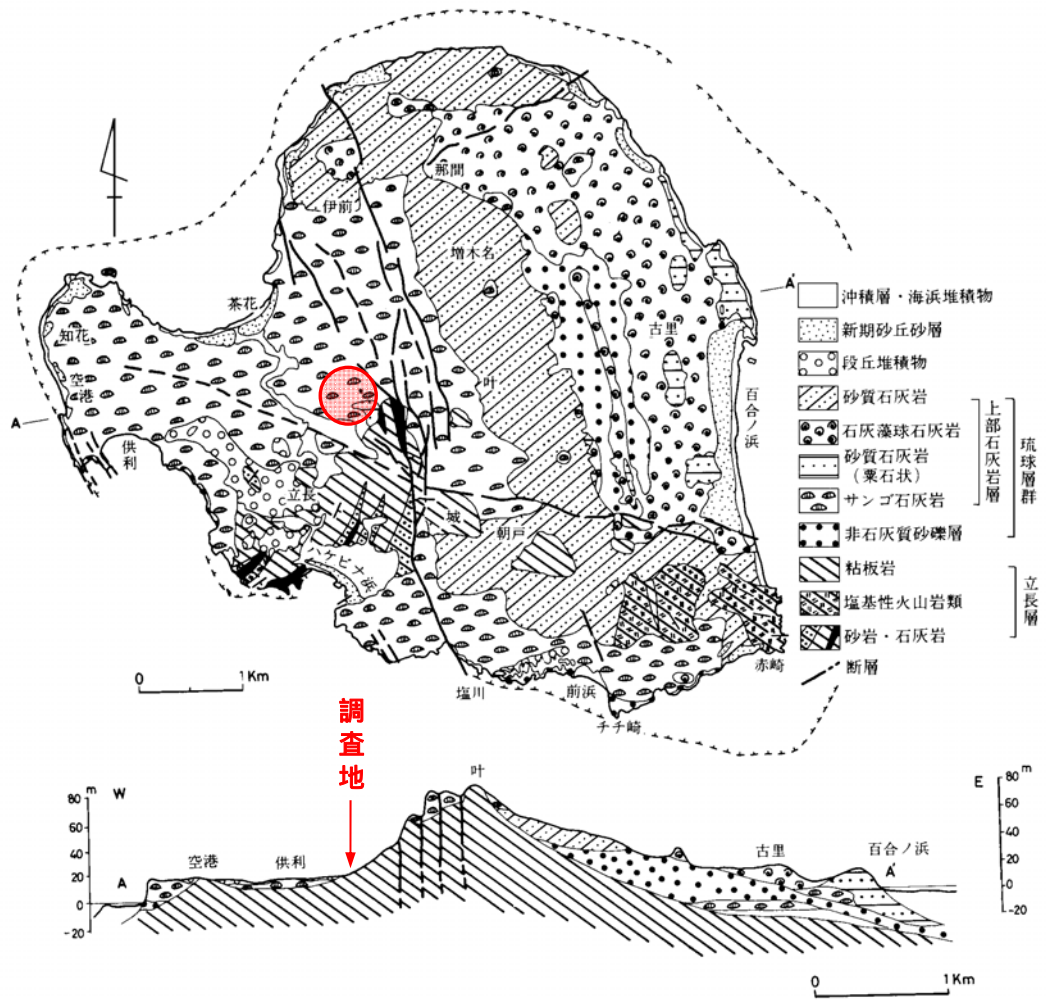 那間
伊前
増木名
茶花
知花
空港
供利
立長
ハケビナ浜
叶
城
朝戸
古里
百合ノ浜
塩川
前浜
チチ崎
赤崎
A
A'
0 1Km
沖積層・海浜堆積物
新期砂丘砂層
段丘堆積物
砂質石灰岩
石灰藻球石灰岩
砂質石灰岩
(粟石状)
サンゴ石灰岩
非石灰質砂礫層
粘板岩
塩基性火山岩類
砂岩・石灰岩
断層
上部石灰岩層
琉球層群
立長層
調査地
m
W
E
m
80
60
40
20
0
-20
A
空港
供利
叶
古里
百合ノ浜
A'
80
60
40
20
0
-20
0 1Km